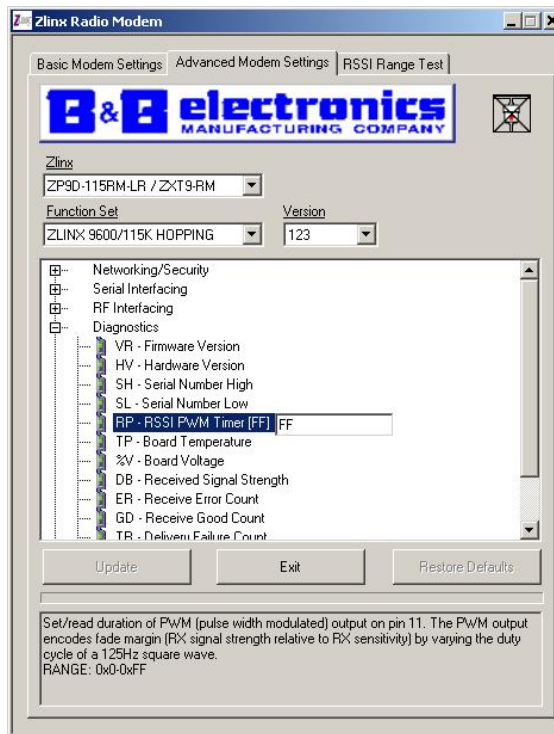 Zlinx Radio Modem
Basic Modem Settings
Advanced Modem Settings
RSSI Range Test
B&B electronics
MANUFACTURING COMPANY
Zlinx
ZP9D-115RM-LR / ZXT9-RM
Function Set
Version
ZLINX 9600/115K HOPPING
123
Networking/Security
Serial Interfacing
RF Interfacing
Diagnostics
VR - Firmware Version
HV - Hardware Version
SH - Serial Number High
SL - Serial Number Low
RP - RSSI PWM Timer [FF] FF
TP - Board Temperature
%V - Board Voltage
DB - Received Signal Strength
ER - Receive Error Count
GD - Receive Good Count
TR - Delivery Failure Count
Update
Exit
Restore Defaults
Set/read duration of PWM (pulse width modulated) output on pin 11. The PWM output
encodes fade margin (RX signal strength relative to RX sensitivity) by varying the duty
cycle of a 125Hz square wave.
RANGE: 0x0-0xFF